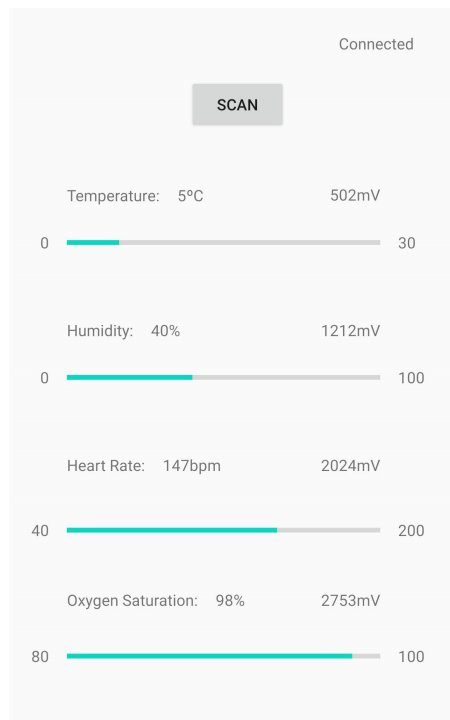 Connected
SCAN
Temperature: 5ºC 502mV
0 30
Humidity: 40% 1212mV
0 100
Heart Rate: 147bpm 2024mV
40 200
Oxygen Saturation: 98% 2753mV
80 100